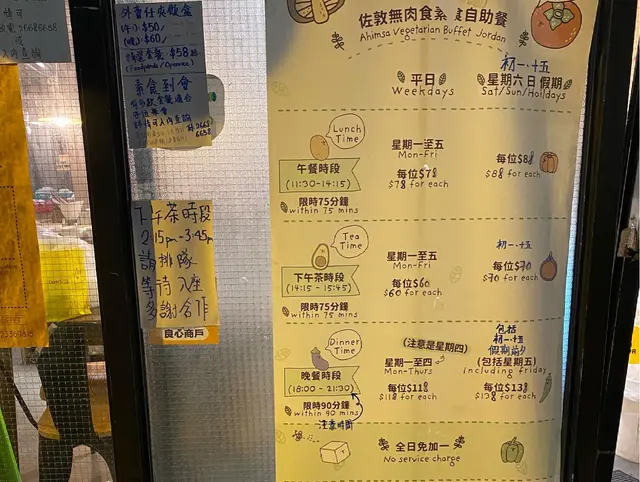 外賣任夾飯盒
(午): $50/
(晚): $60/
$58
(Foodpanda/Openrice)
素食到會
下午茶時段
2:15pm-3:45pm
請排隊
等待入座
多謝合作
良心商戶
佐敦無肉食素食自助餐
Ahimsa Vegetarian Buffet Jordan
初一、十五
平日
Weekdays
星期六日 假期
Sat/Sun/Holidays
Lunch Time
午餐時段
(11:30-14:15)
限時75分鐘
within 75 mins
星期一至五
Mon-Fri
每位$78
$78 for each
每位$88
$88 for each
Tea Time
下午茶時段
(14:15 - 15:45)
限時75分鐘
within 75 mins
星期一至五
Mon-Fri
每位$60
$60 for each
初一、十五
每位$70
$70 for each
Dinner Time
晚餐時段
(18:00 - 21:30)
限時90分鐘
within 90 mins
注意時間
(注意是星期四)
星期一至四
Mon-Thurs
每位$118
$118 for each
包括
初一、十五
假期前夕
(包括星期五)
including friday
每位$138
$138 for each
全日免加一
No service charge